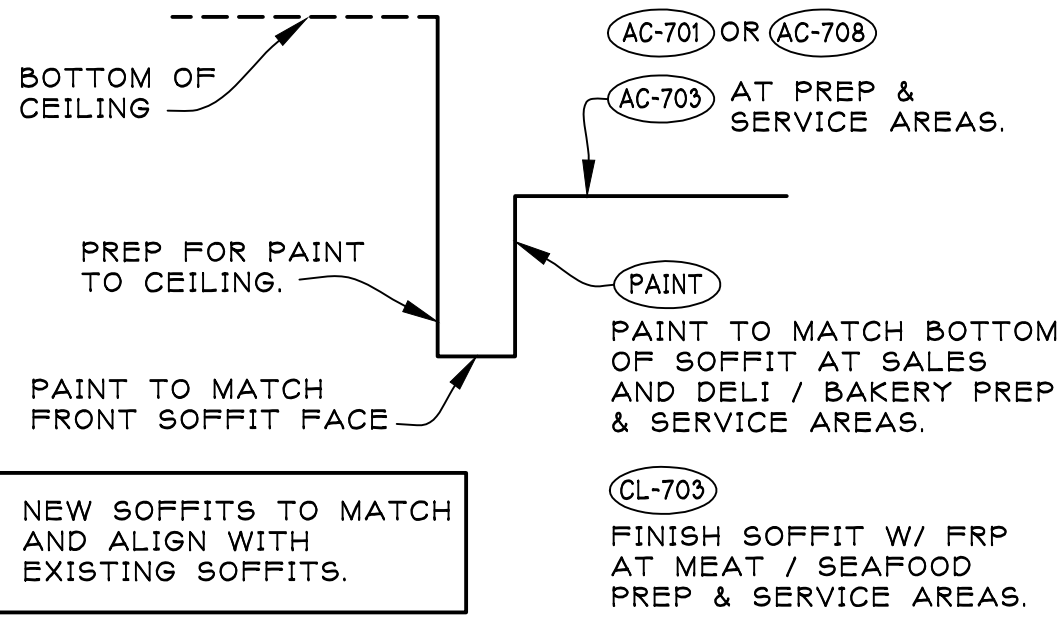 AC-701 OR AC-708
BOTTOM OF
CEILING
AC-703 AT PREP &
SERVICE AREAS.
PREP FOR PAINT
TO CEILING.
PAINT
PAINT TO MATCH BOTTOM
OF SOFFIT AT SALES
AND DELI / BAKERY PREP
& SERVICE AREAS.
PAINT TO MATCH
FRONT SOFFIT FACE
CL-703
FINISH SOFFIT W/ FRP
AT MEAT / SEAFOOD
PREP & SERVICE AREAS.
NEW SOFFITS TO MATCH
AND ALIGN WITH
EXISTING SOFFITS.